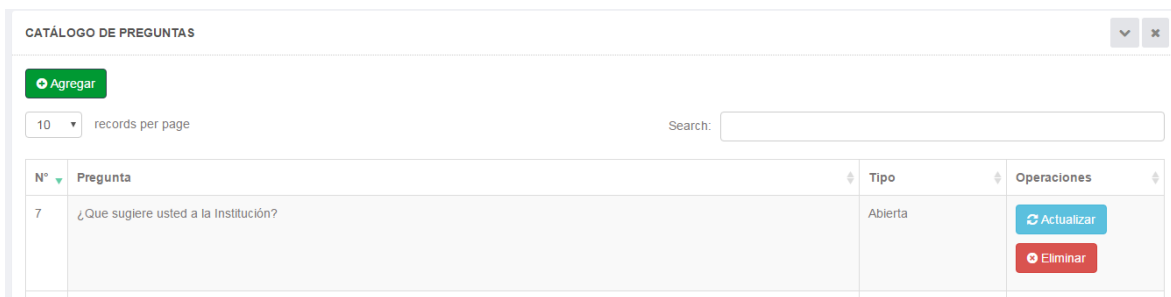 CATÁLOGO DE PREGUNTAS
Agregar
10 records per page Search:
N° Pregunta Tipo Operaciones
7 ¿Que sugiere usted a la Institución? Abierta Actualizar
Eliminar